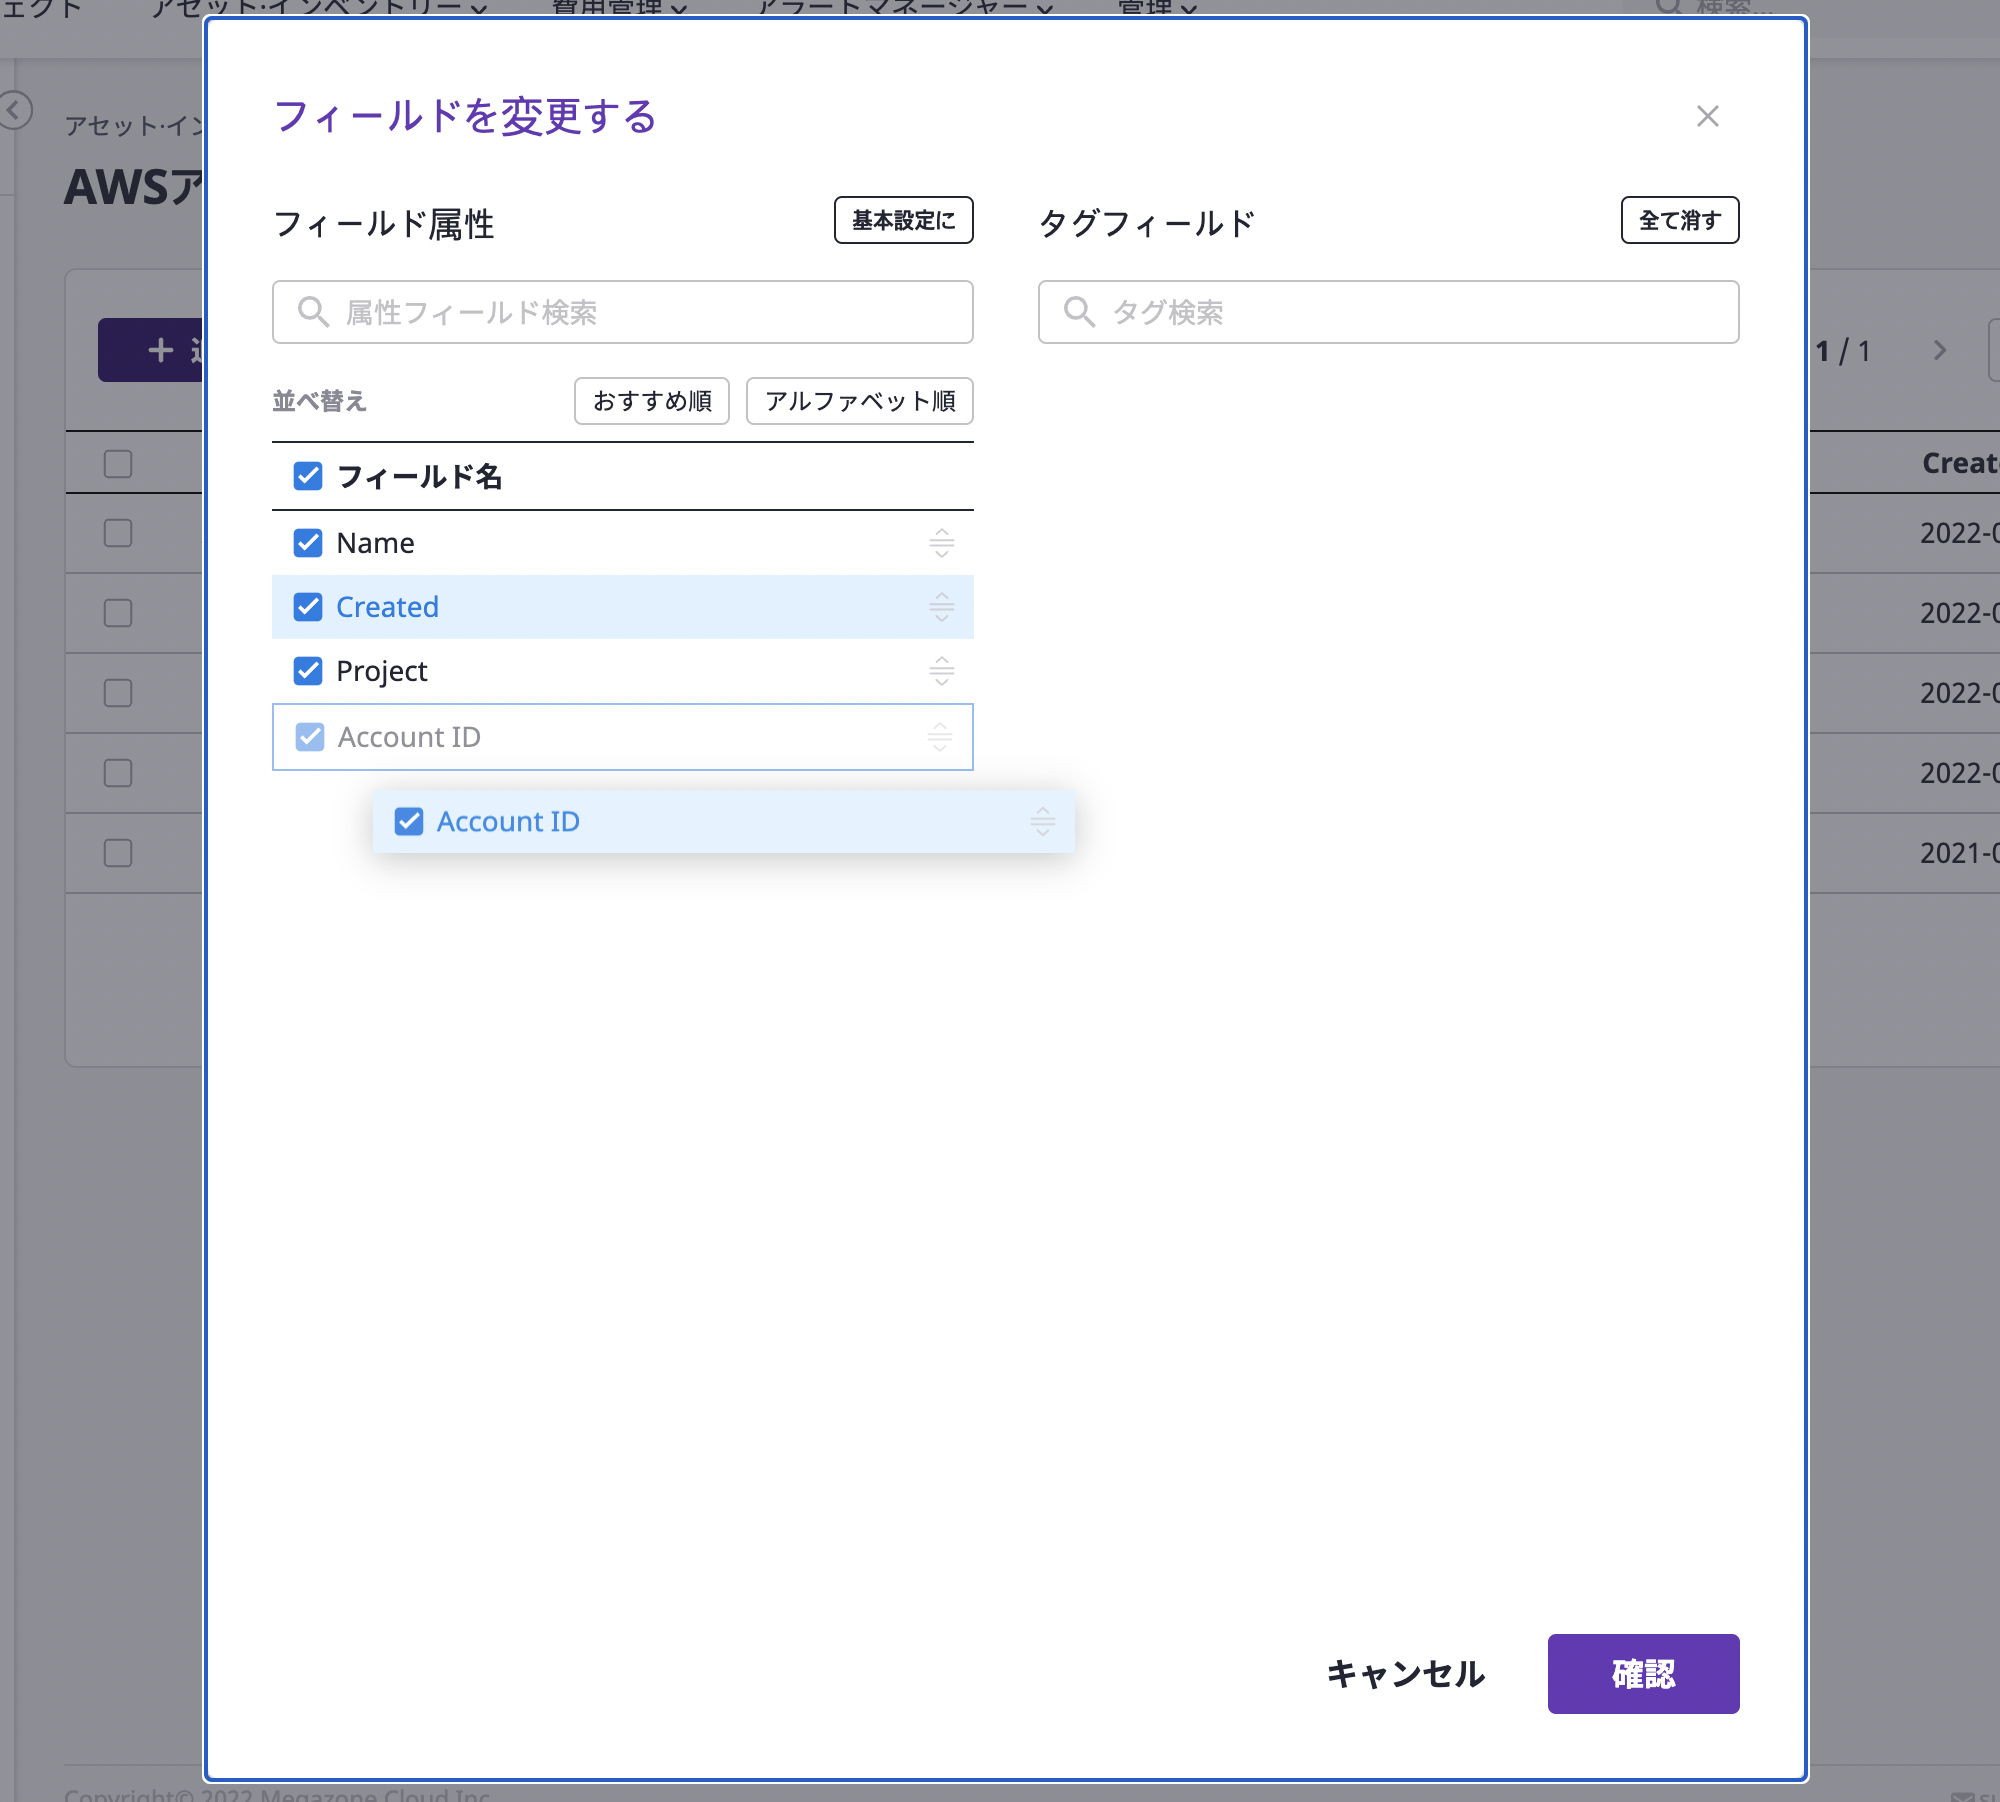 アセット·インベントリー
費用管理
アラートマネージャー
管理
検索...
フィールドを変更する
アセット·イン
AWSア
フィールド属性
基本設定に
タグフィールド
全て消す
属性フィールド検索
タグ検索
1 / 1
並べ替え
おすすめ順
アルファベット順
フィールド名
Creat
Name
2022-0
Created
2022-0
Project
2022-0
Account ID
2022-0
Account ID
2021-0
キャンセル
確認
Copyright© 2022 Megazone Cloud Inc